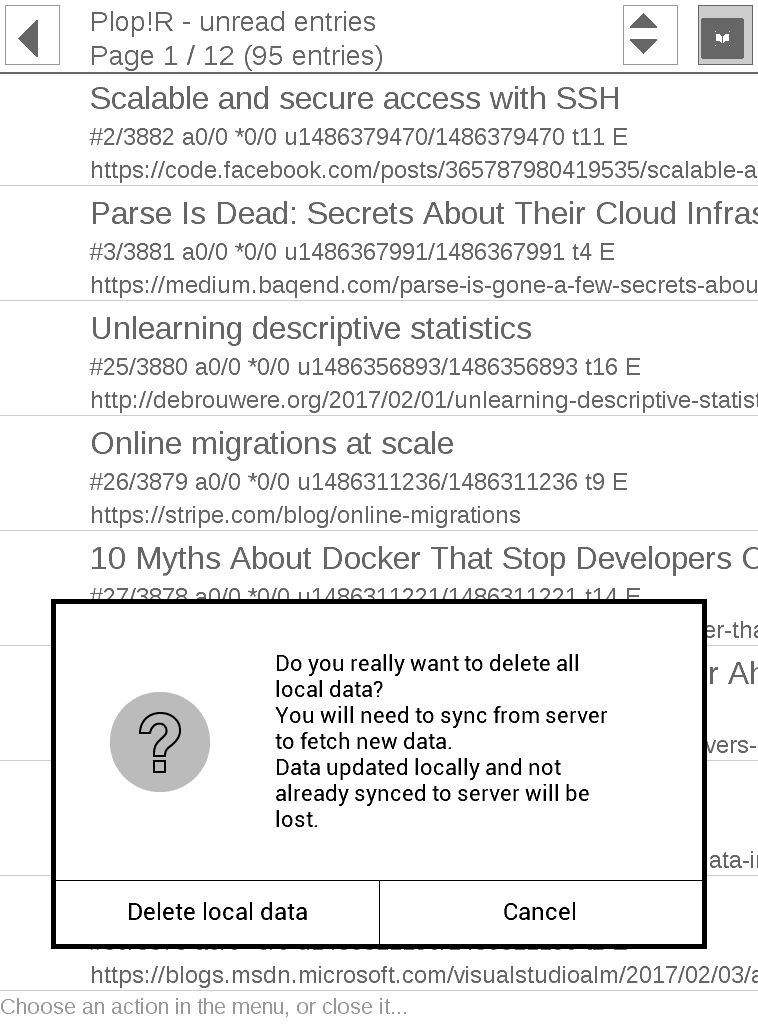 Plop!R - unread entries
Page 1 / 12 (95 entries)
Scalable and secure access with SSH
#2/3882 a0/0 *0/0 u1486379470/1486379470 t11 E
https://code.facebook.com/posts/365787980419535/scalable-a
Parse Is Dead: Secrets About Their Cloud Infras
#3/3881 a0/0 *0/0 u1486367991/1486367991 t4 E
https://medium.baqend.com/parse-is-gone-a-few-secrets-abou
Unlearning descriptive statistics
#25/3880 a0/0 *0/0 u1486356893/1486356893 t16 E
http://debrouwere.org/2017/02/01/unlearning-descriptive-statist
Online migrations at scale
#26/3879 a0/0 *0/0 u1486311236/1486311236 t9 E
https://stripe.com/blog/online-migrations
10 Myths About Docker That Stop Developers C
#27/3878 a0/0 *0/0 u1486311221/1486311221 t14 E
er-tha
r Ah
vers-
ata-in
Do you really want to delete all
local data?
You will need to sync from server
to fetch new data.
Data updated locally and not
already synced to server will be
lost.
Delete local data
Cancel
https://blogs.msdn.microsoft.com/visualstudioalm/2017/02/03/a
Choose an action in the menu, or close it...